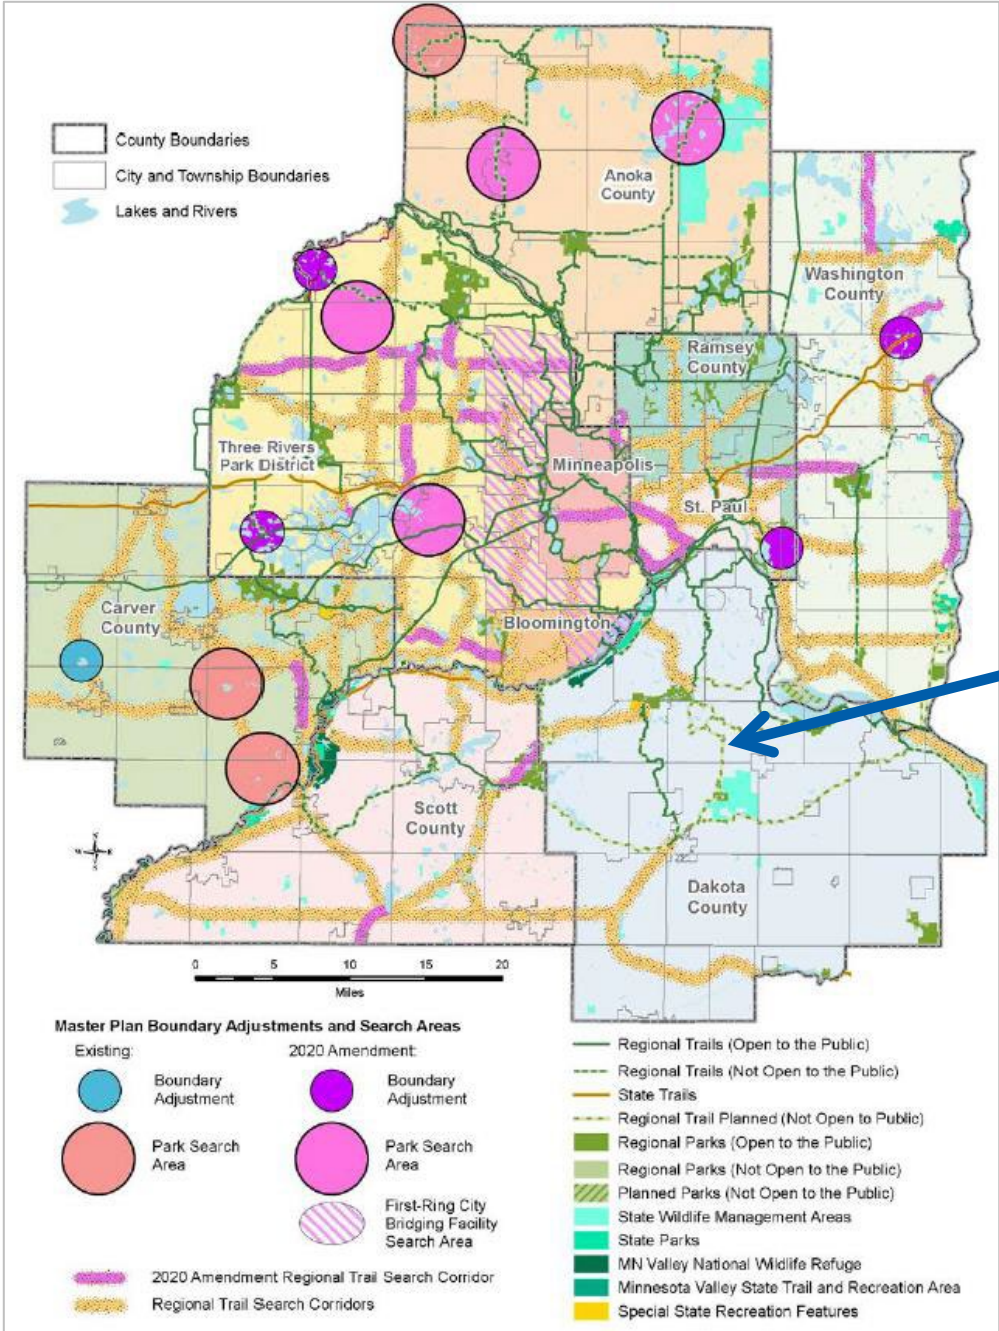 County Boundaries
City and Township Boundaries
Lakes and Rivers
Anoka
County
Washington
County
Ramsey
County
Three Rivers
Park District
Minneapolis
St. Paul
Carver
County
Bloomington
Scott
County
Dakota
County
N
W
E
S
0 5 10 15 20
Miles
Master Plan Boundary Adjustments and Search Areas
Existing:
Boundary
Adjustment
Park Search
Area
2020 Amendment:
Boundary
Adjustment
Park Search
Area
First-Ring City
Bridging Facility
Search Area
2020 Amendment Regional Trail Search Corridor
Regional Trail Search Corridors
Regional Trails (Open to the Public)
Regional Trails (Not Open to the Public)
State Trails
Regional Trail Planned (Not Open to Public)
Regional Parks (Open to the Public)
Regional Parks (Not Open to the Public)
Planned Parks (Not Open to the Public)
State Wildlife Management Areas
State Parks
MN Valley National Wildlife Refuge
Minnesota Valley State Trail and Recreation Area
Special State Recreation Features